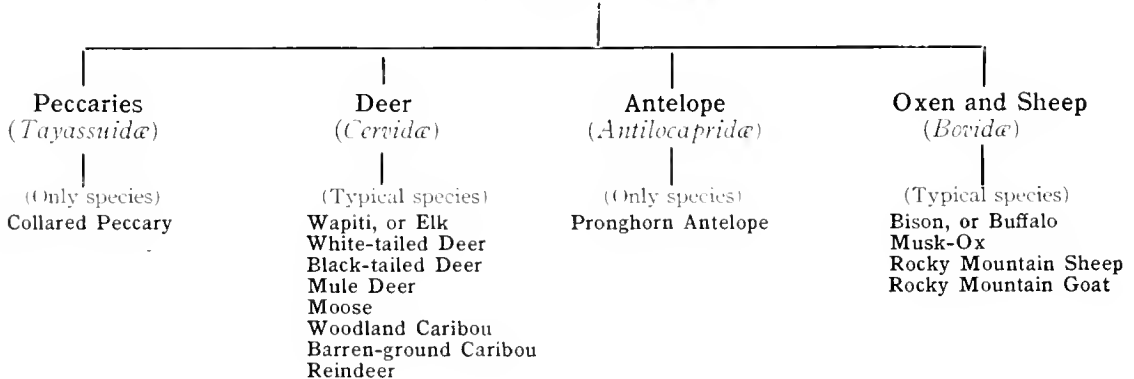 Peccaries
(Tayassuidæ)
(Only species)
Collared Peccary
Deer
(Cervidæ)
(Typical species)
Wapiti, or Elk
White-tailed Deer
Black-tailed Deer
Mule Deer
Moose
Woodland Caribou
Barren-ground Caribou
Reindeer
Antelope
(Antilocapridæ)
(Only species)
Pronghorn Antelope
Oxen and Sheep
(Bovidæ)
(Typical species)
Bison, or Buffalo
Musk-Ox
Rocky Mountain Sheep
Rocky Mountain Goat